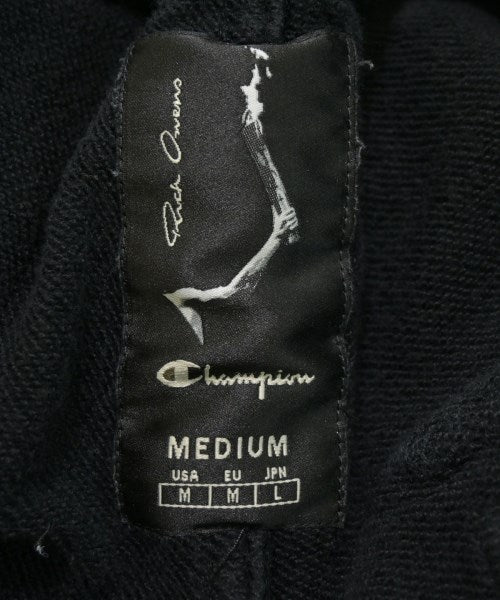 Rick Owens
Champion
MEDIUM
USA EU JPN
M M L